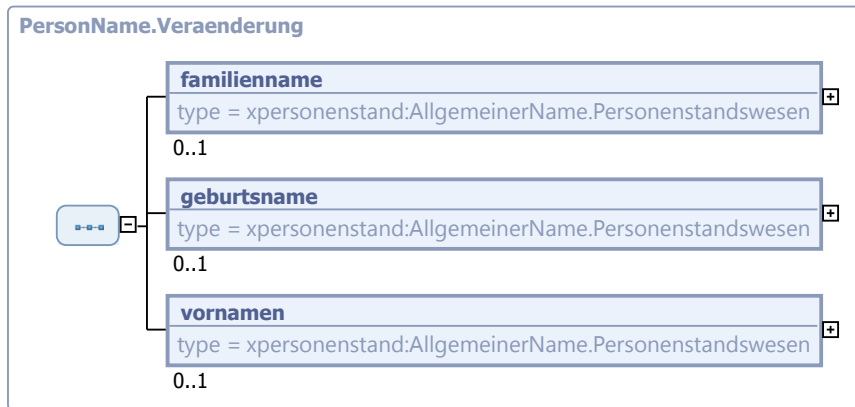 PersonName.Veraenderung
familienname
type = xpersonenstand:AllgemeinerName.Personenstandswesen
0..1
geburtsname
type = xpersonenstand:AllgemeinerName.Personenstandswesen
0..1
vornamen
type = xpersonenstand:AllgemeinerName.Personenstandswesen
0..1